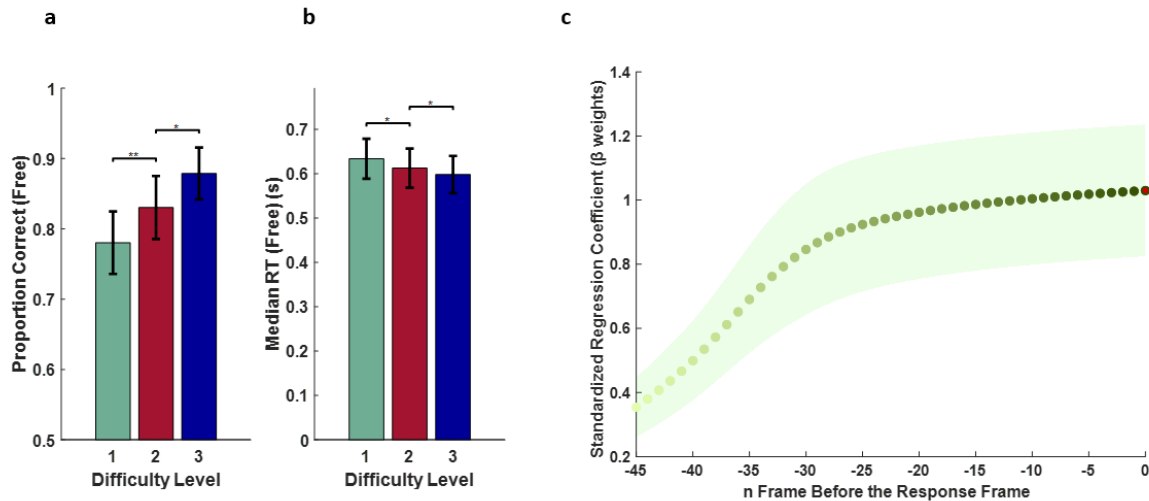 a
b
c
Proportion Correct (Free)
1
0.9
0.8
0.7
0.6
0.5
**
*
1 2 3
Difficulty Level
Median RT (Free) (s)
0.7
0.6
0.5
0.4
0.3
0.2
0.1
0
*
*
1 2 3
Difficulty Level
Standardized Regression Coefficient (β weights)
1.4
1.2
1
0.8
0.6
0.4
0.2
-45 -40 -35 -30 -25 -20 -15 -10 -5 0
n Frame Before the Response Frame